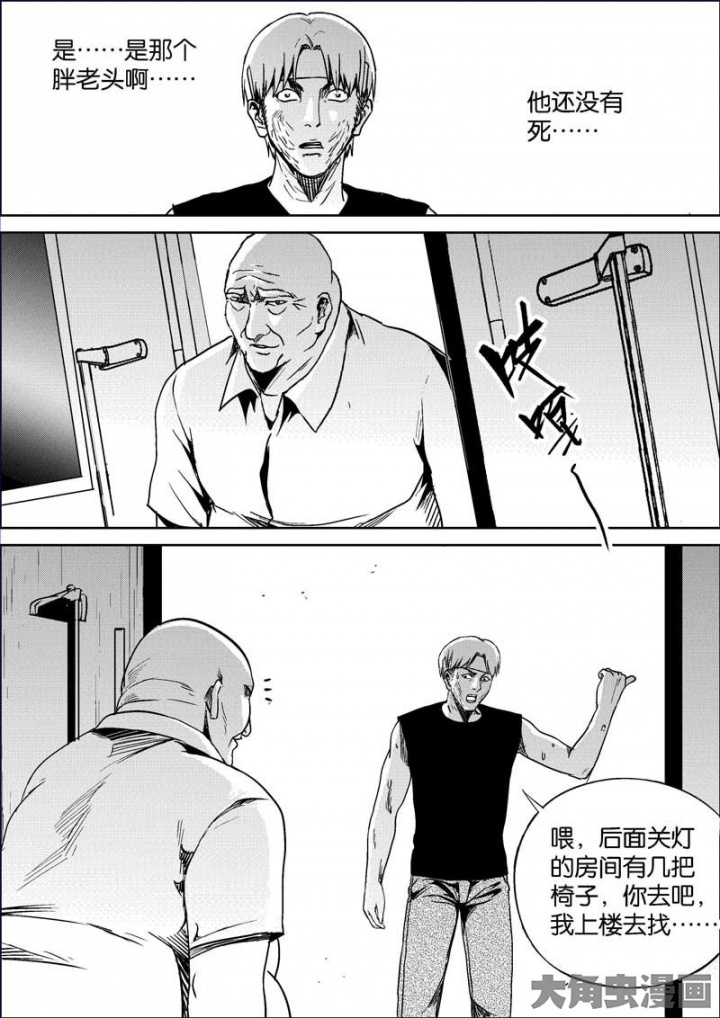 是……是那个
胖老头啊……
他还没有
死……
吱
嘎
喂，后面关灯
的房间有几把
椅子，你去吧，
我上楼去找……
大角虫漫画